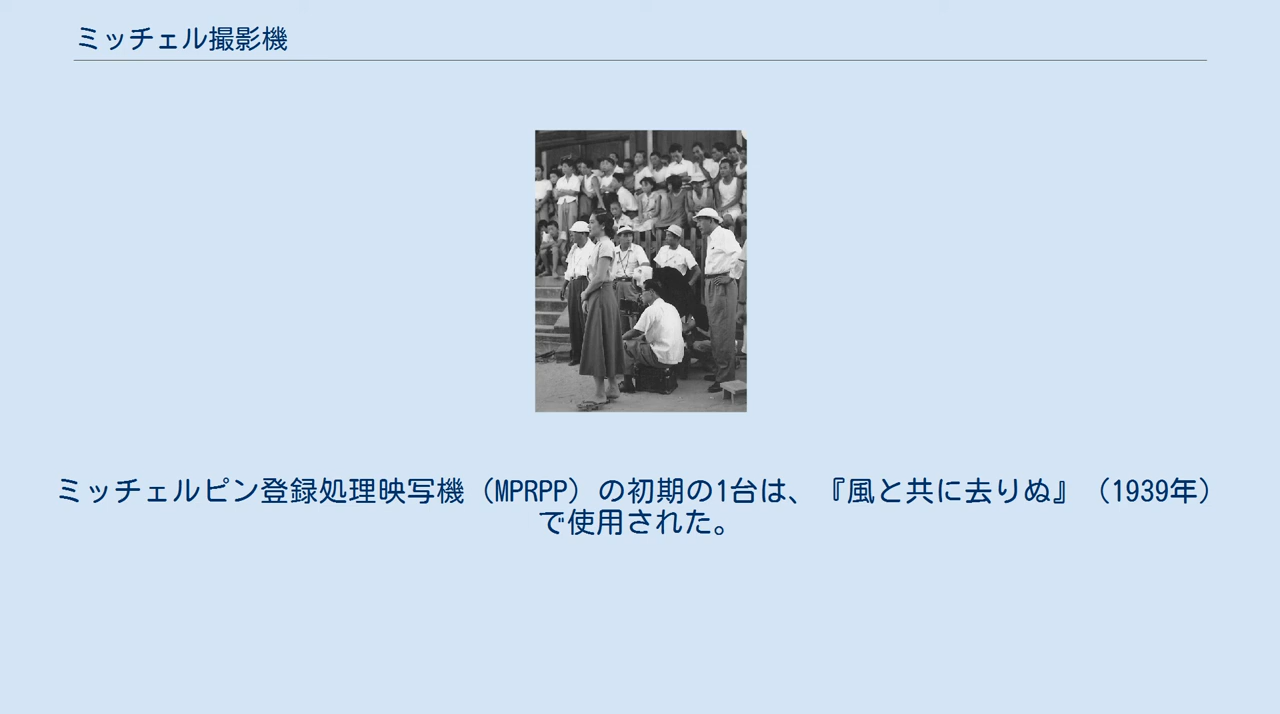 ミッチェル撮影機
ミッチェルピン登録処理映写機（MPRPP）の初期の1台は、『風と共に去りぬ』（1939年）
で使用された。